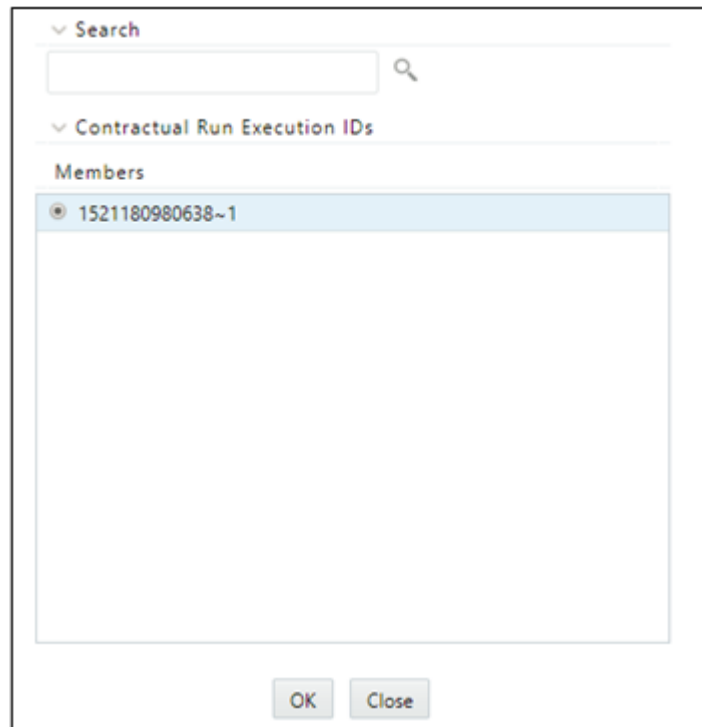 Search
Contractual Run Execution IDs
Members
1521180980638~1
OK Close